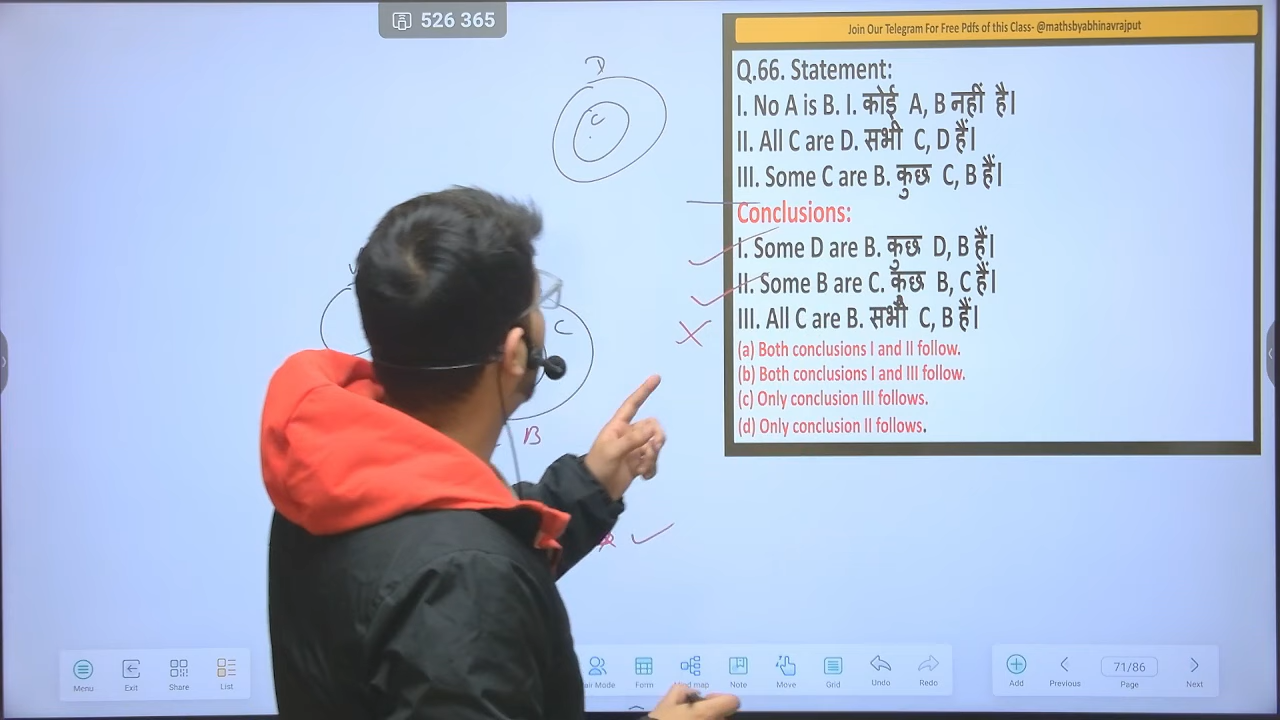 526 365
Join Our Telegram For Free Pdfs of this Class- @mathsbyabhinavrajput
Q.66. Statement:
I. No A is B. I. कोई A, B नहीं है|
II. All C are D. सभी C, D हैं|
III. Some C are B. कुछ C, B हैं|
Conclusions:
I. Some D are B. कुछ D, B हैं|
II. Some B are C. कुछ B, C हैं|
III. All C are B. सभी C, B हैं|
(a) Both conclusions I and II follow.
(b) Both conclusions I and III follow.
(c) Only conclusion III follows.
(d) Only conclusion II follows.
D
C
C
B
Menu
Exit
Share
List
Form
Note
Move
Grid
Undo
Redo
Add
Previous
71/86
Page
Next